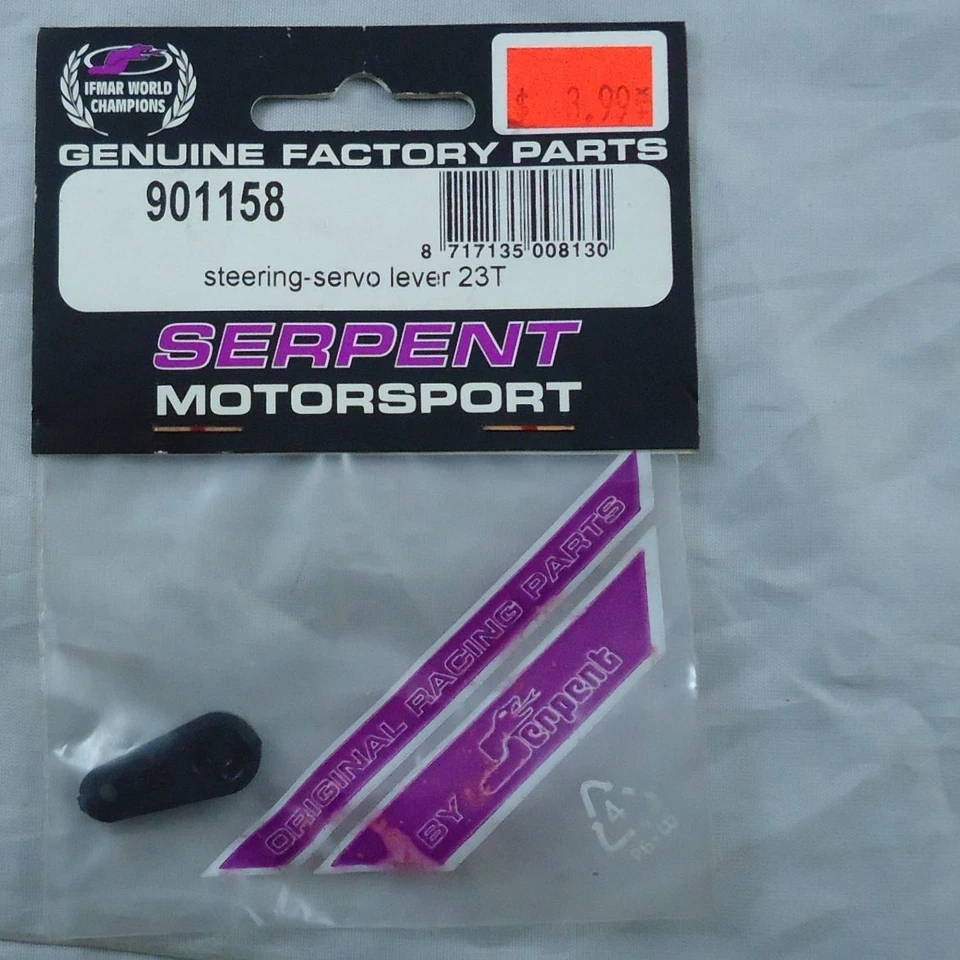 IFMAR WORLD
CHAMPIONS
$ 3.99
GENUINE FACTORY PARTS
901158
8 717135 008130
steering-servo lever 23T
SERPENT
MOTORSPORT
ORIGINAL RACING PARTS
BY Serpent
4